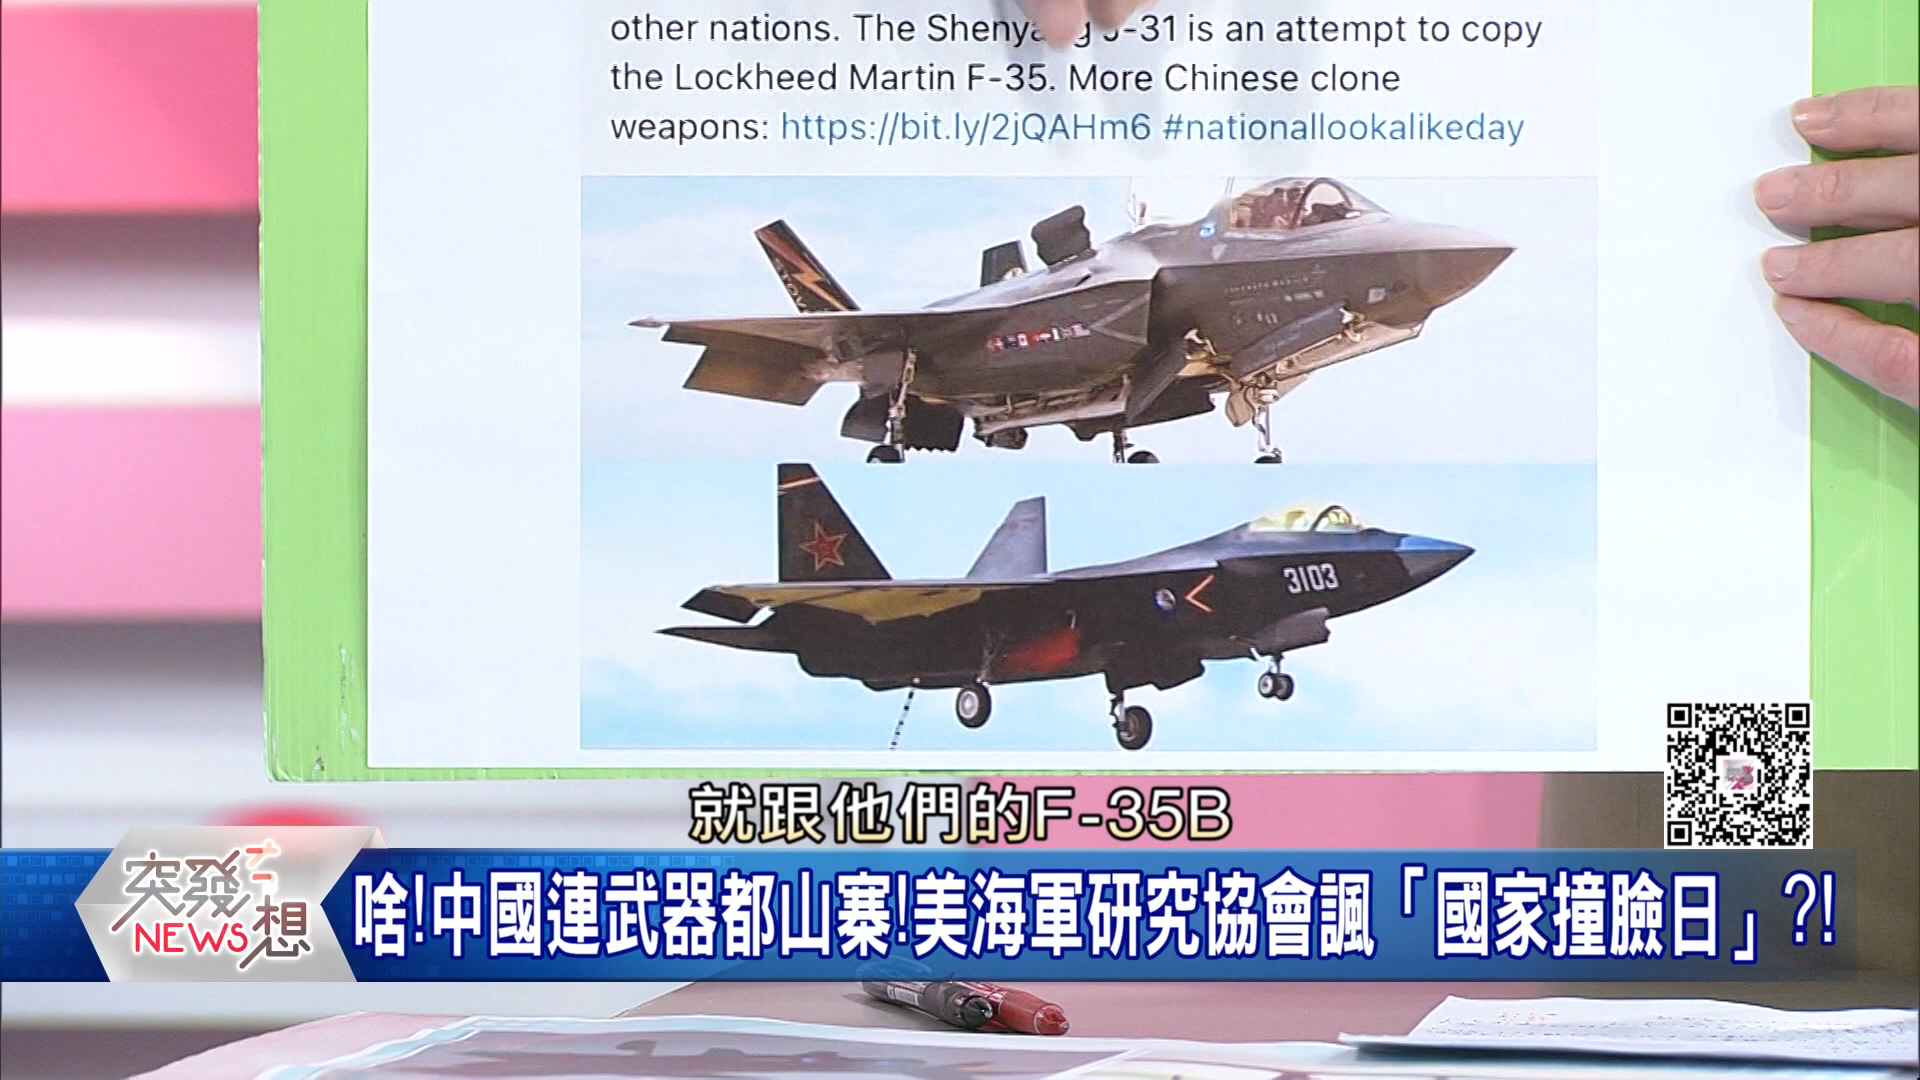 other nations. The Shenyang J-31 is an attempt to copy
the Lockheed Martin F-35. More Chinese clone
weapons: https://bit.ly/2jQAHm6 #nationallookalikeday
3103
就跟他們的F-35B
突發奇想
NEWS
啥!中國連武器都山寨!美海軍研究協會諷「國家撞臉日」?!